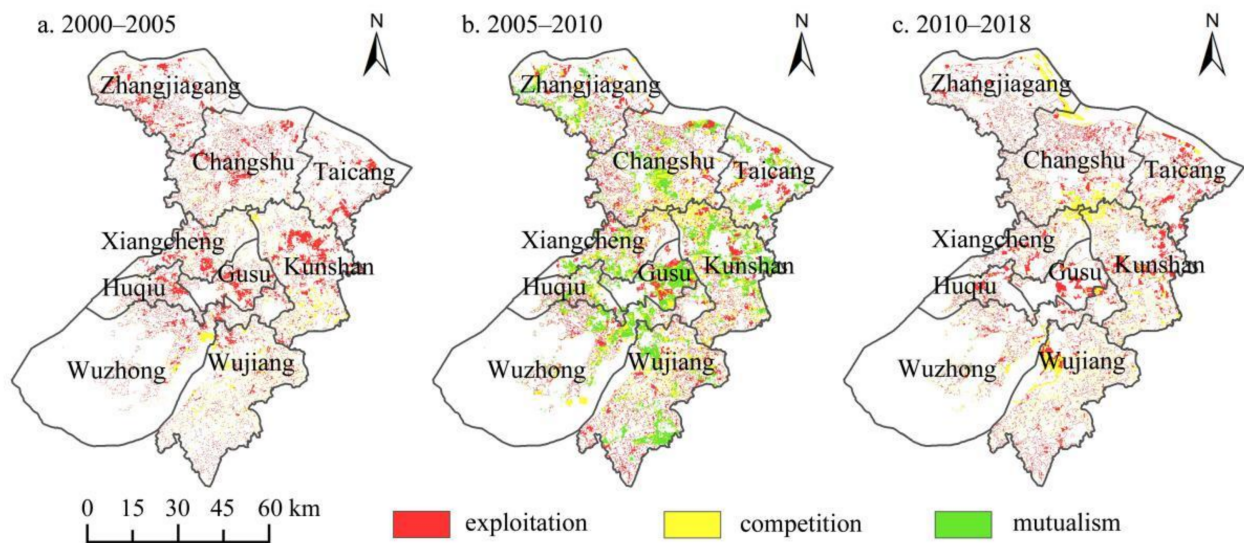 a. 2000–2005
N
Zhangjiagang
Changshu
Taicang
Xiangcheng
Gusu
Kunshan
Huqiu
Wuzhong
Wujiang
b. 2005–2010
N
Zhangjiagang
Changshu
Taicang
Xiangcheng
Gusu
Kunshan
Huqiu
Wuzhong
Wujiang
c. 2010–2018
N
Zhangjiagang
Changshu
Taicang
Xiangcheng
Gusu
Kunshan
Huqiu
Wuzhong
Wujiang
0 15 30 45 60 km
exploitation
competition
mutualism